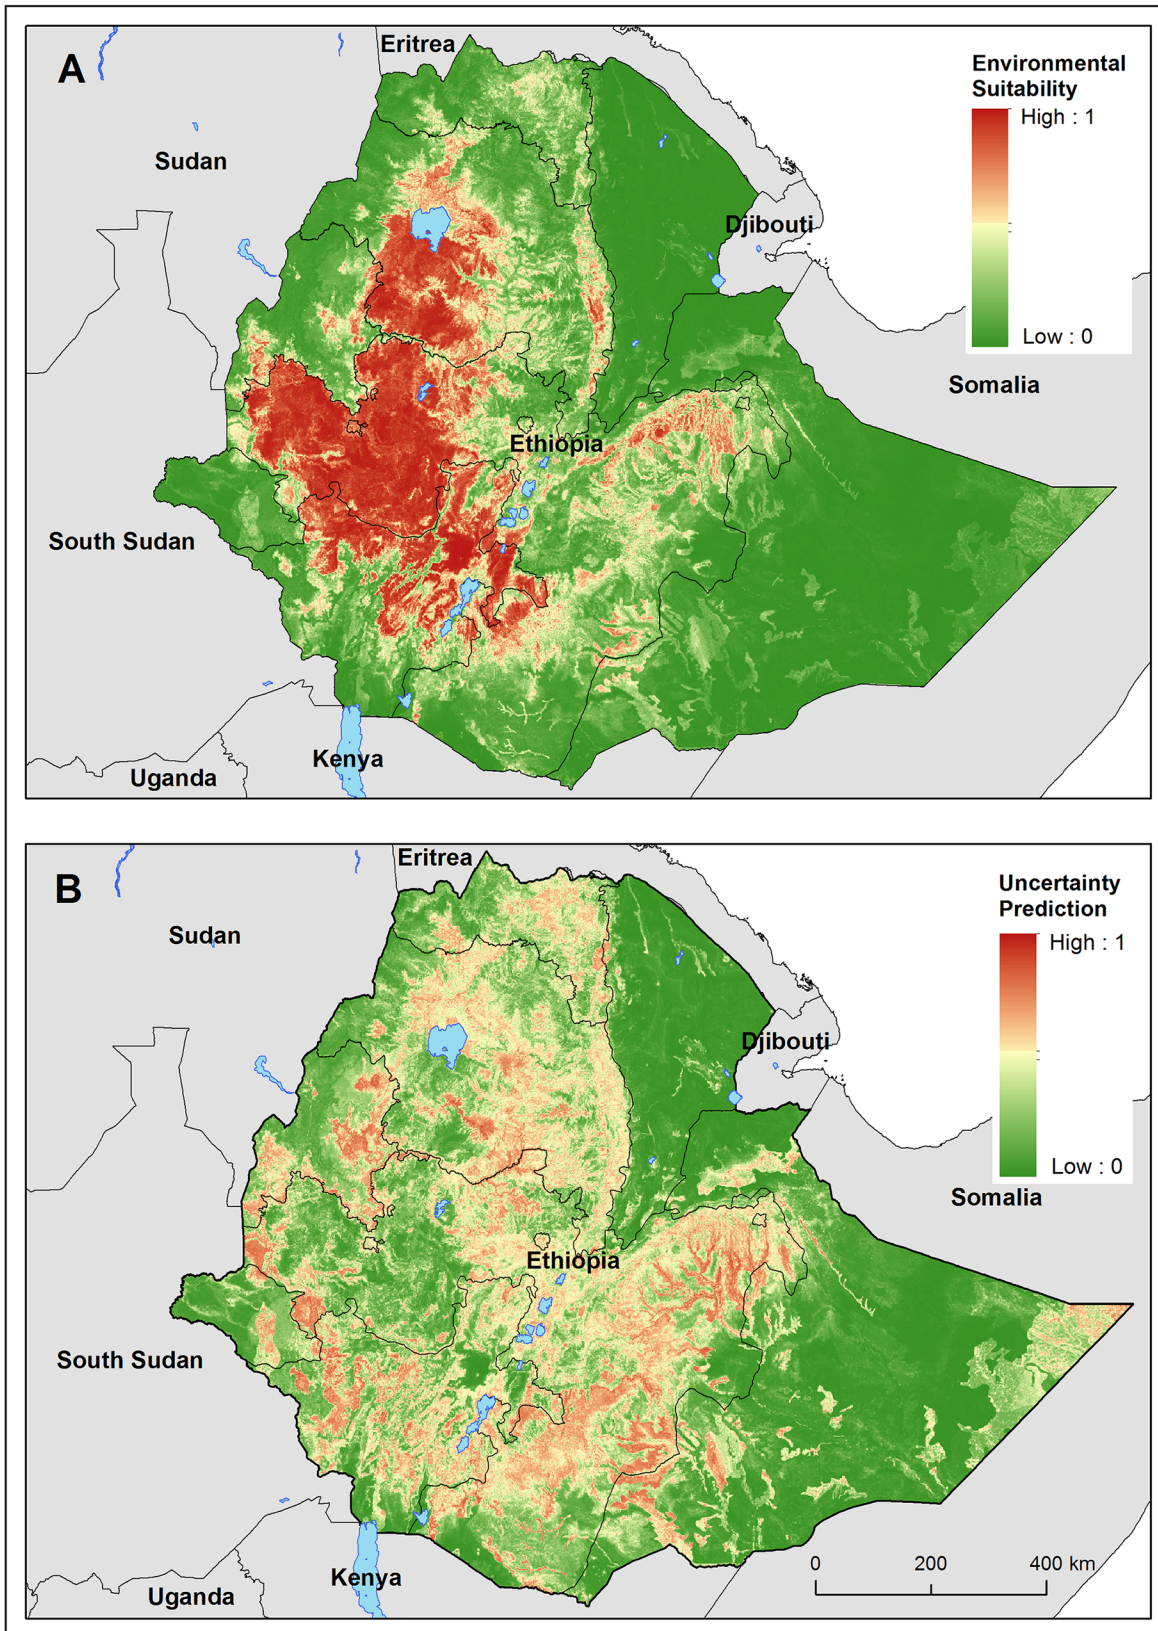 A
Eritrea
Environmental
Suitability
High : 1
Sudan
Djibouti
Low : 0
Somalia
Ethiopia
South Sudan
Kenya
Uganda
B
Eritrea
Uncertainty
Prediction
High : 1
Sudan
Djibouti
Low : 0
Somalia
Ethiopia
South Sudan
0 200 400 km
Kenya
Uganda